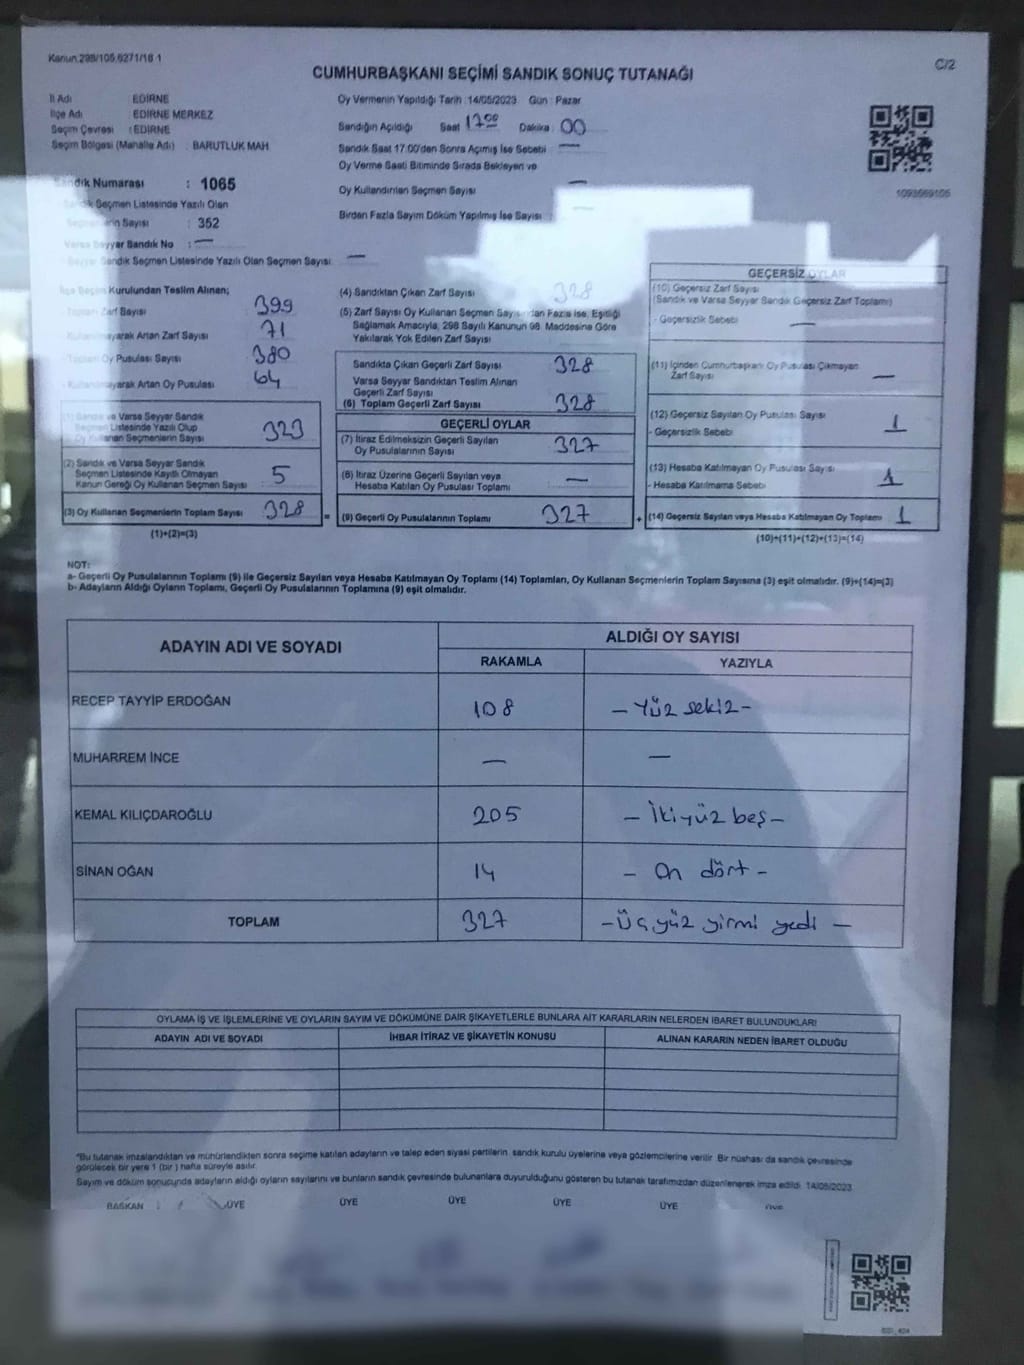 Kanun:298/105,6271/18 1
C/2
CUMHURBAŞKANI SEÇİMİ SANDIK SONUÇ TUTANAĞI
İl Adı EDİRNE
İlçe Adı EDİRNE MERKEZ
Seçim Çevresi : EDİRNE
Seçim Bölgesi (Mahalle Adı) : BARUTLUK MAH
Oy Vermenin Yapıldığı Tarih : 14/05/2023 Gün : Pazar
Sandığın Açıldığı Saat 17 00 Dakika : 00
Sandık Saat 17.00'den Sonra Açımış İse Sebebi : —
Oy Verme Saati Bitiminde Sırada Bekleyen ve
Oy Kullandırılan Seçmen Sayısı —
Birden Fazla Sayım Döküm Yapılmış İse Sayısı —
Sandık Numarası : 1065
Sandık Seçmen Listesinde Yazılı Olan
Seçmenlerin Sayısı : 352
Varsa Seyyar Sandık No : —
Seyyar Sandık Seçmen Listesinde Yazılı Olan Seçmen Sayısı: —
İlçe Seçim Kurulundan Teslim Alınan;
- Toplam Zarf Sayısı : 399
- Kullanılmayarak Artan Zarf Sayısı : 71
- Toplam Oy Pusulası Sayısı : 380
- Kullanılmayarak Artan Oy Pusulası : 64
(1) Sandık ve Varsa Seyyar Sandık
Seçmen Listesinde Yazılı Olup
Oy Kullanan Seçmenlerin Sayısı : 323
(2) Sandık ve Varsa Seyyar Sandık
Seçmen Listesinde Kayıtlı Olmayan
Kanun Gereği Oy Kullanan Seçmen Sayısı : 5
(3) Oy Kullanan Seçmenlerin Toplam Sayısı : 328
(1)+(2)=(3)
(4) Sandıktan Çıkan Zarf Sayısı : 328
(5) Zarf Sayısı Oy Kullanan Seçmen Sayısından Fazla ise, Eşitliği
Sağlamak Amacıyla, 298 Sayılı Kanunun 98. Maddesine Göre
Yakılarak Yok Edilen Zarf Sayısı
Sandıkta Çıkan Geçerli Zarf Sayısı : 328
Varsa Seyyar Sandıktan Teslim Alınan
Geçerli Zarf Sayısı
(6) Toplam Geçerli Zarf Sayısı : 328
GEÇERLİ OYLAR
(7) İtiraz Edilmeksizin Geçerli Sayılan
Oy Pusulalarının Sayısı : 327
(8) İtiraz Üzerine Geçerli Sayılan veya
Hesaba Katılan Oy Pusulası Toplamı : —
= (9) Geçerli Oy Pusulalarının Toplamı 327
1093669105
GEÇERSİZ OYLAR
(10) Geçersiz Zarf Sayısı
(Sandık ve Varsa Seyyar Sandık Geçersiz Zarf Toplamı)
- Geçersizlik Sebebi —
(11) İçinden Cumhurbaşkanı Oy Pusulası Çıkmayan
Zarf Sayısı —
(12) Geçersiz Sayılan Oy Pusulası Sayısı 1
- Geçersizlik Sebebi
(13) Hesaba Katılmayan Oy Pusulası Sayısı 1
- Hesaba Katılmama Sebebi
+ (14) Geçersiz Sayılan veya Hesaba Katılmayan Oy Toplamı 1
(10)+(11)+(12)+(13)=(14)
NOT:
a- Geçerli Oy Pusulalarının Toplamı (9) ile Geçersiz Sayılan veya Hesaba Katılmayan Oy Toplamı (14) Toplamları, Oy Kullanan Seçmenlerin Toplam Sayısına (3) eşit olmalıdır. (9)+(14)=(3)
b- Adayların Aldığı Oyların Toplamı, Geçerli Oy Pusulalarının Toplamına (9) eşit olmalıdır.
ADAYIN ADI VE SOYADI
ALDIĞI OY SAYISI
RAKAMLA YAZIYLA
RECEP TAYYİP ERDOĞAN 108 — Yüz sekiz —
MUHARREM İNCE — —
KEMAL KILIÇDAROĞLU 205 — İkiyüz beş —
SİNAN OĞAN 14 — On dört —
TOPLAM 327 — Üçyüz yirmi yedi —
OYLAMA İŞ VE İŞLEMLERİNE VE OYLARIN SAYIM VE DÖKÜMÜNE DAİR ŞİKAYETLERLE BUNLARA AİT KARARLARIN NELERDEN İBARET BULUNDUKLARI
ADAYIN ADI VE SOYADI İHBAR İTİRAZ VE ŞİKAYETİN KONUSU ALINAN KARARIN NEDEN İBARET OLDUĞU
*Bu tutanak imzalandıktan ve mühürlendikten sonra seçime katılan adayların ve talep eden siyasi partilerin sandık kurulu üyelerine veya gözlemcilerine verilir. Bir nüshası da sandık çevresinde
görülecek bir yere 1 (bir) hafta süreyle asılır.
Sayım ve döküm sonucunda adayların aldığı oyların sayılarını ve bunların sandık çevresinde bulunanlara duyurulduğunu gösteren bu tutanak tarafımızdan düzenlenerek imza edildi. 14/05/2023
BAŞKAN ÜYE ÜYE ÜYE ÜYE ÜYE ÜYE